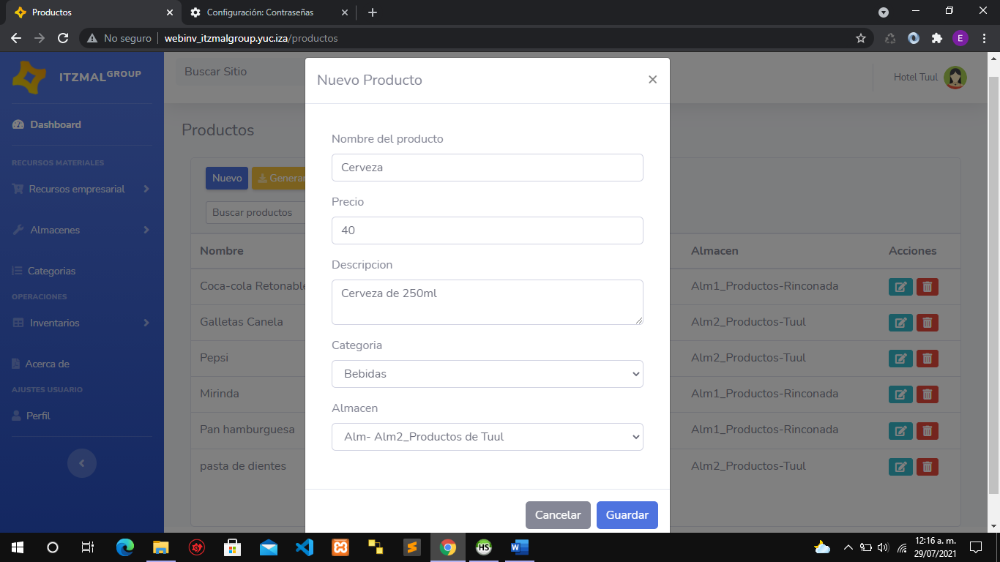 Productos
Configuración: Contraseñas
No seguro
webinv_itzmalgroup.yuc.iza/productos
E
ITZMALGROUP
Dashboard
RECURSOS MATERIALES
Recursos empresarial
Almacenes
Categorias
OPERACIONES
Inventarios
Acerca de
AJUSTES USUARIO
Perfil
Buscar Sitio
Hotel Tuul
Productos
Nuevo
Generar
Buscar productos
Nombre
Almacen
Acciones
Coca-cola Retonable
Alm1_Productos-Rinconada
Galletas Canela
Alm2_Productos-Tuul
Pepsi
Alm2_Productos-Tuul
Mirinda
Alm1_Productos-Rinconada
Pan hamburguesa
Alm1_Productos-Rinconada
pasta de dientes
Alm2_Productos-Tuul
Nuevo Producto
Nombre del producto
Cerveza
Precio
40
Descripcion
Cerveza de 250ml
Categoria
Bebidas
Almacen
Alm- Alm2_Productos de Tuul
Cancelar
Guardar
HS
W
12:16 a. m.
29/07/2021